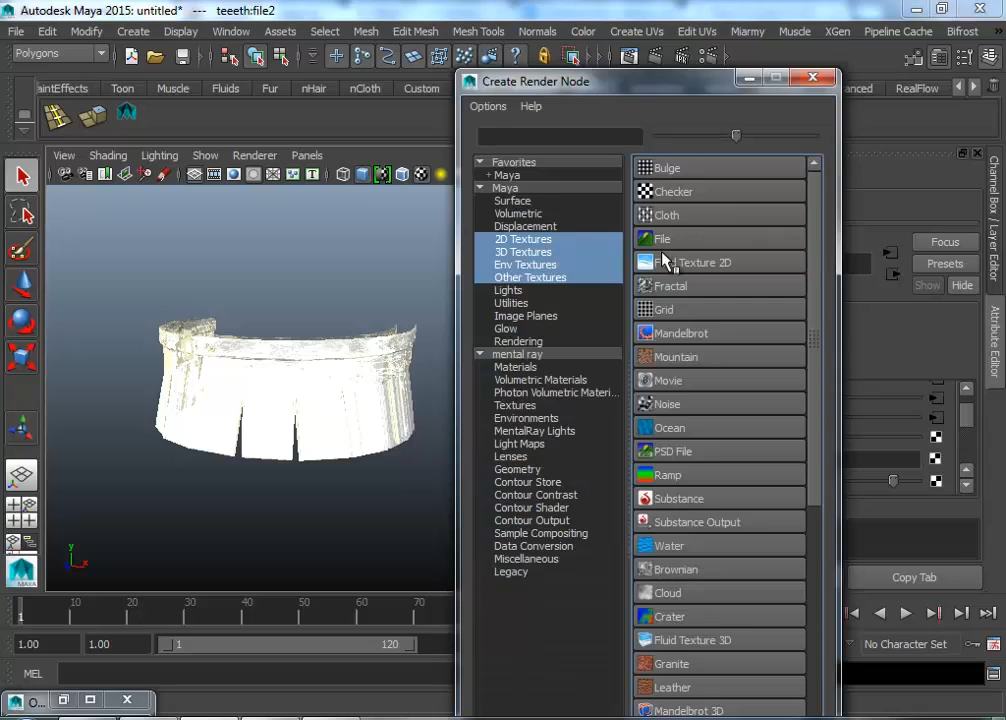 Autodesk Maya 2015: untitled* --- teeeth:file2
File Edit Modify Create Display Window Assets Select Mesh Edit Mesh Mesh Tools Normals Color Create UVs Edit UVs Miarmy Muscle XGen Pipeline Cache Bifrost
Polygons
Create Render Node
Options Help
aintEffects Toon Muscle Fluids Fur nHair nCloth Custom
anced RealFlow
View Shading Lighting Show Renderer Panels
Favorites
+ Maya
Maya
Surface
Volumetric
Displacement
2D Textures
3D Textures
Env Textures
Other Textures
Lights
Utilities
Image Planes
Glow
Rendering
mental ray
Materials
Volumetric Materials
Photon Volumetric Materi...
Textures
Environments
MentalRay Lights
Light Maps
Lenses
Geometry
Contour Store
Contour Contrast
Contour Shader
Contour Output
Sample Compositing
Data Conversion
Miscellaneous
Legacy
Bulge
Checker
Cloth
File
Fluid Texture 2D
Fractal
Grid
Mandelbrot
Mountain
Movie
Noise
Ocean
PSD File
Ramp
Substance
Substance Output
Water
Brownian
Cloud
Crater
Fluid Texture 3D
Granite
Leather
Mandelbrot 3D
Focus
Presets
Show Hide
Copy Tab
Channel Box / Layer Editor
Attribute Editor
y
x
MAYA
1 10 20 30 40 50 60 70
1.00 1.00 1 120 No Character Set
MEL
O...